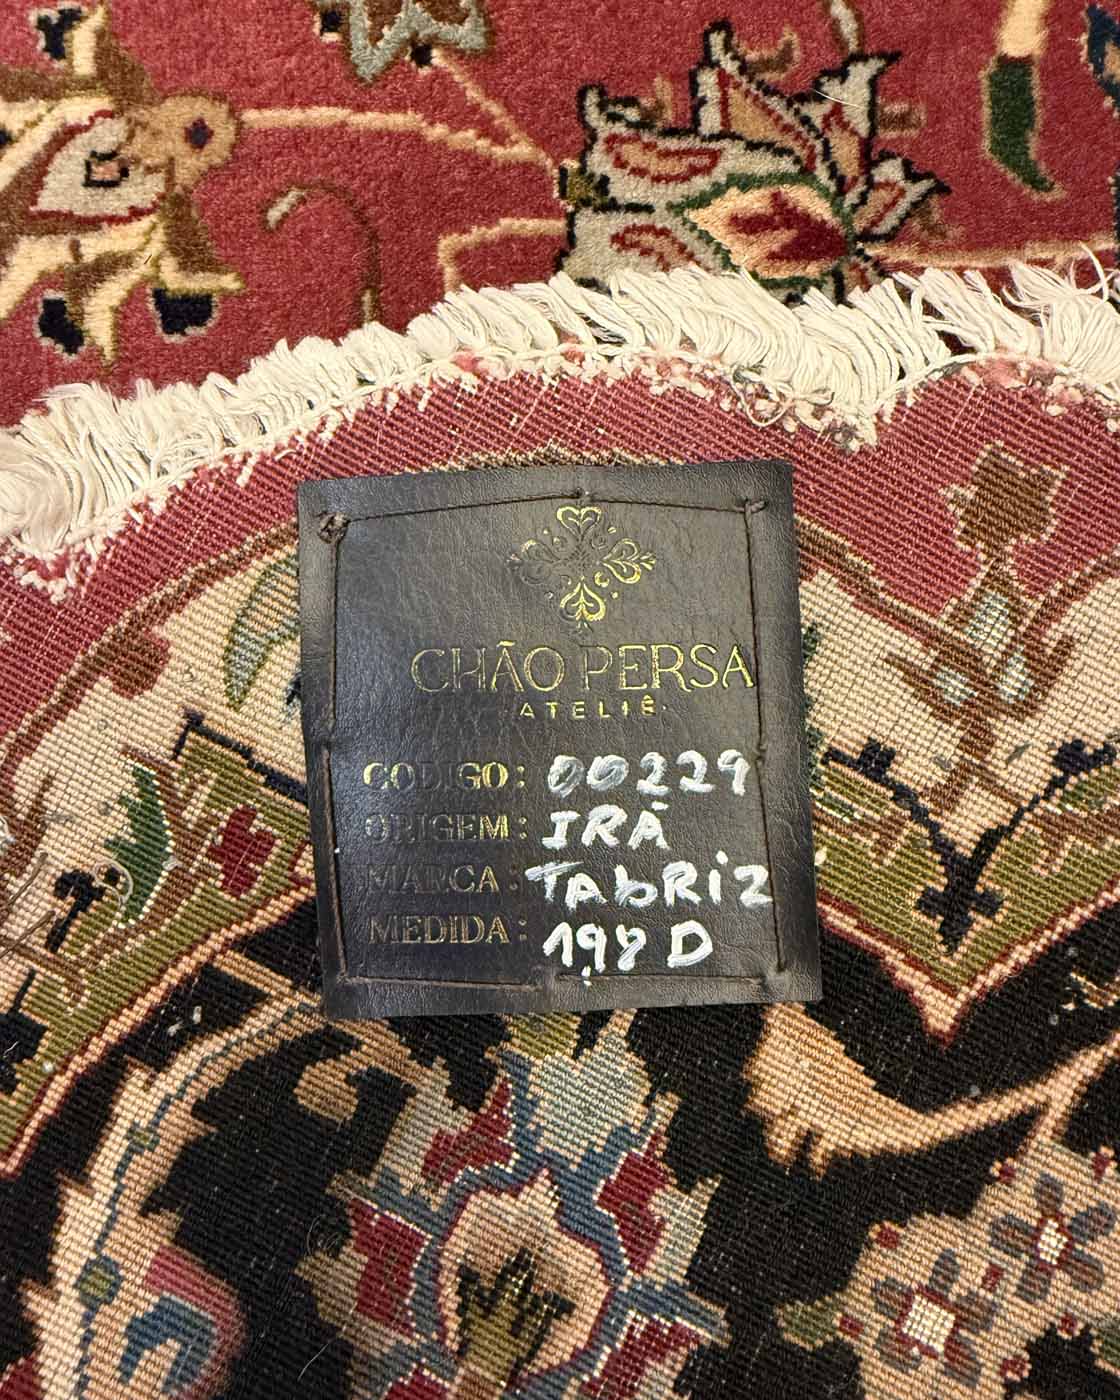 CHÃO PERSA
·ATELIÊ·
CODIGO: 00229
ORIGEM: IRÃ
MARCA: TAbRiz
MEDIDA: 1,98 D